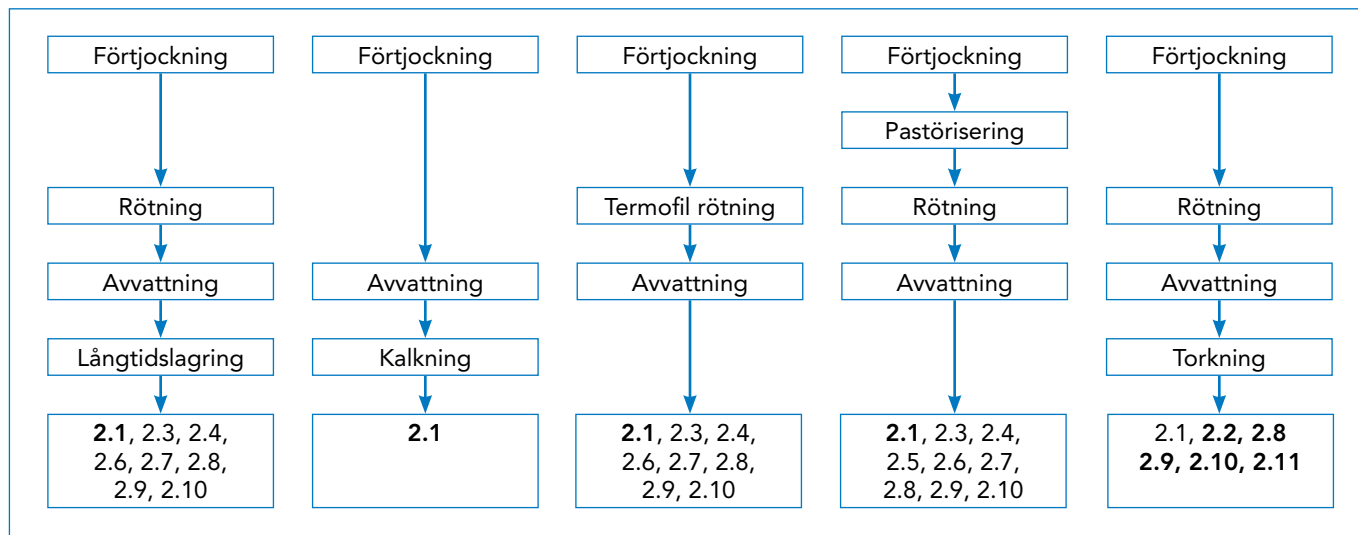 Förtjockning
Rötning
Avvattning
Långtidslagring
2.1, 2.3, 2.4,
2.6, 2.7, 2.8,
2.9, 2.10
Förtjockning
Avvattning
Kalkning
2.1
Förtjockning
Termofil rötning
Avvattning
2.1, 2.3, 2.4,
2.6, 2.7, 2.8,
2.9, 2.10
Förtjockning
Pastörisering
Rötning
Avvattning
2.1, 2.3, 2.4,
2.5, 2.6, 2.7,
2.8, 2.9, 2.10
Förtjockning
Rötning
Avvattning
Torkning
2.1, 2.2, 2.8
2.9, 2.10, 2.11